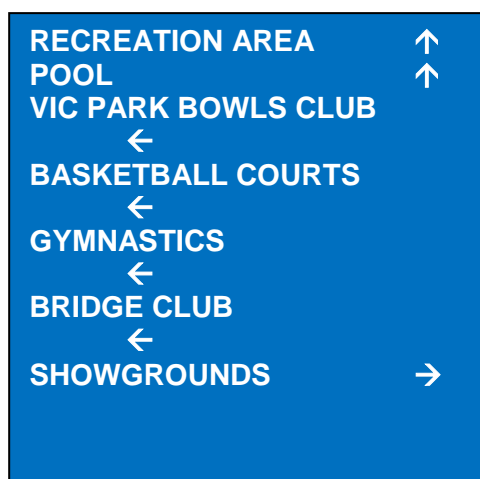 RECREATION AREA ↑
POOL ↑
VIC PARK BOWLS CLUB
←
BASKETBALL COURTS
←
GYMNASTICS
←
BRIDGE CLUB
←
SHOWGROUNDS →